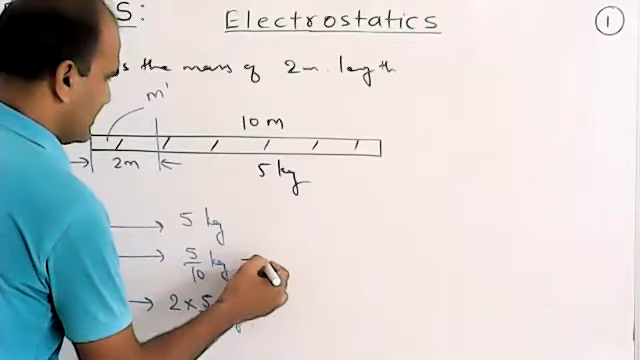 S:
Electrostatics
1
s the mass of 2m. length
m'
10 m
2m
5 kg
→ 5 kg
→ 5/10 kg
→ 2 × 5